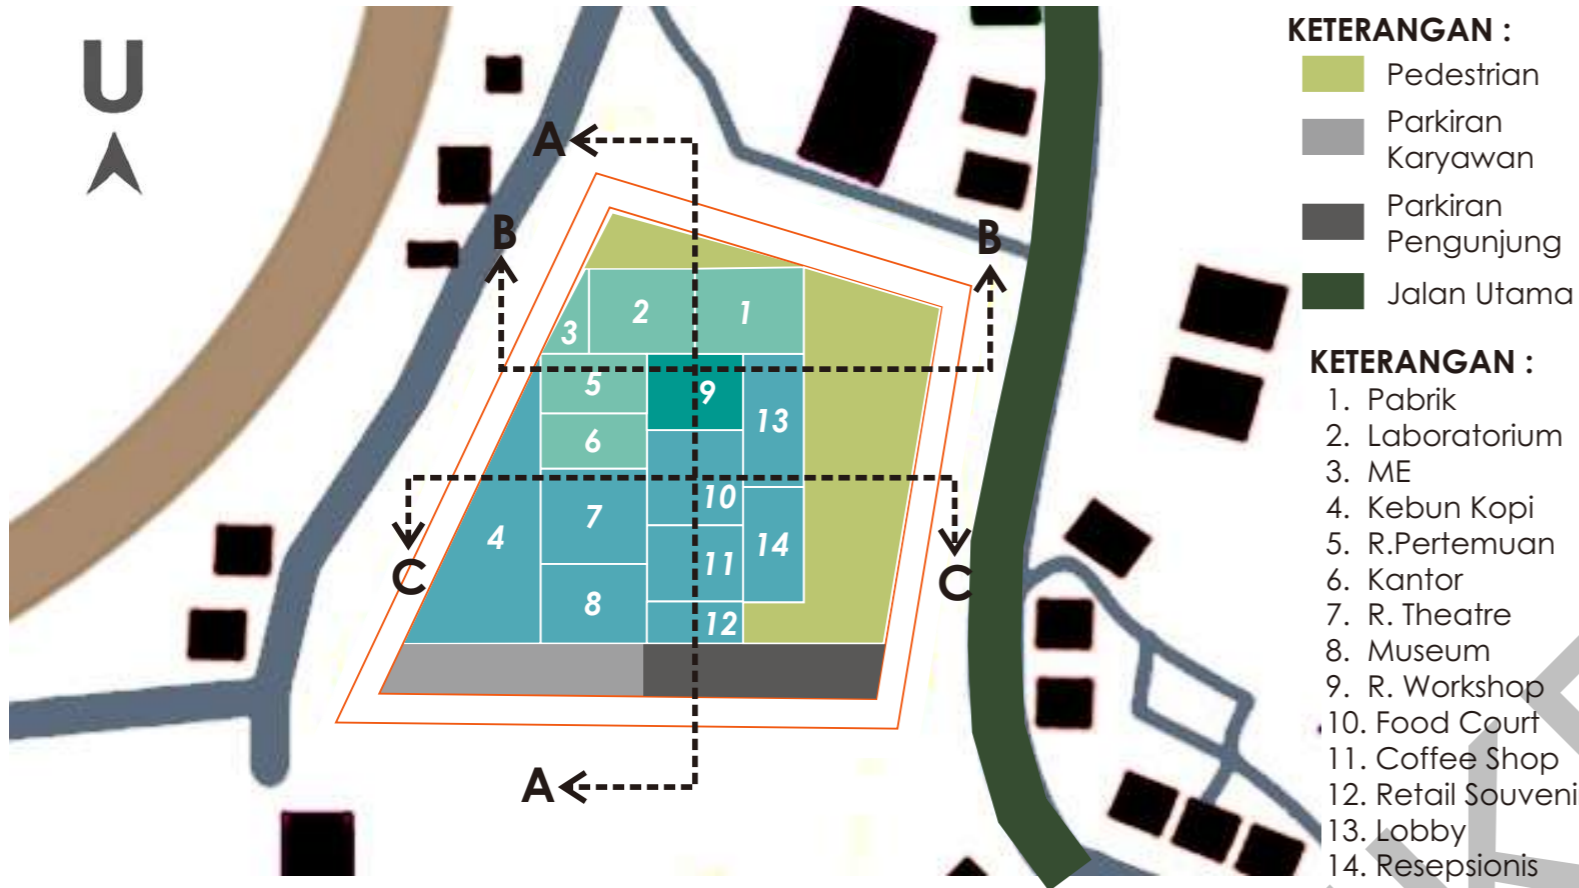 U
A
B
B
3
2
1
5
9
13
6
10
4
7
14
C
11
C
8
12
A
KETERANGAN :
Pedestrian
Parkiran
Karyawan
Parkiran
Pengunjung
Jalan Utama
KETERANGAN :
1. Pabrik
2. Laboratorium
3. ME
4. Kebun Kopi
5. R.Pertemuan
6. Kantor
7. R. Theatre
8. Museum
9. R. Workshop
10. Food Court
11. Coffee Shop
12. Retail Souveni
13. Lobby
14. Resepsionis